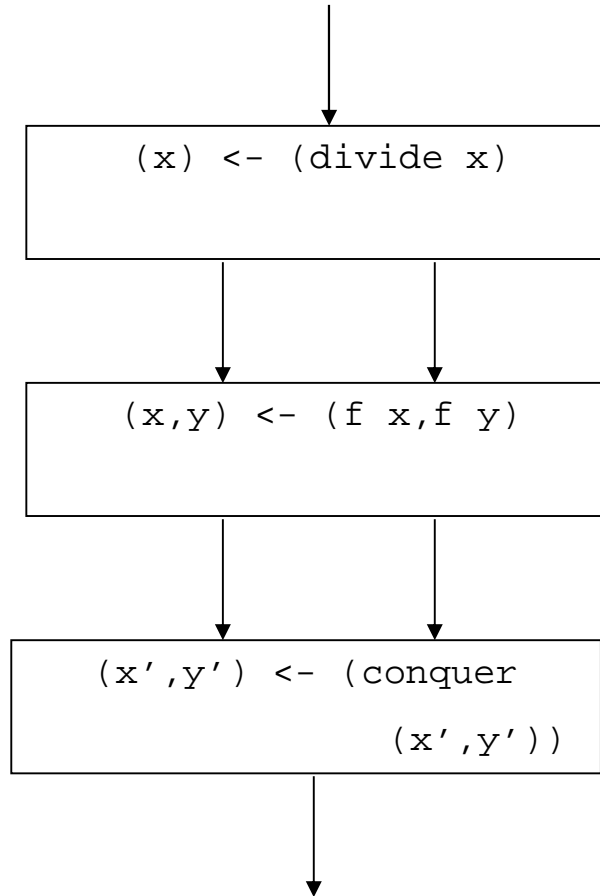 (x) <- (divide x)
(x,y) <- (f x,f y)
(x’,y’) <- (conquer
(x’,y’))